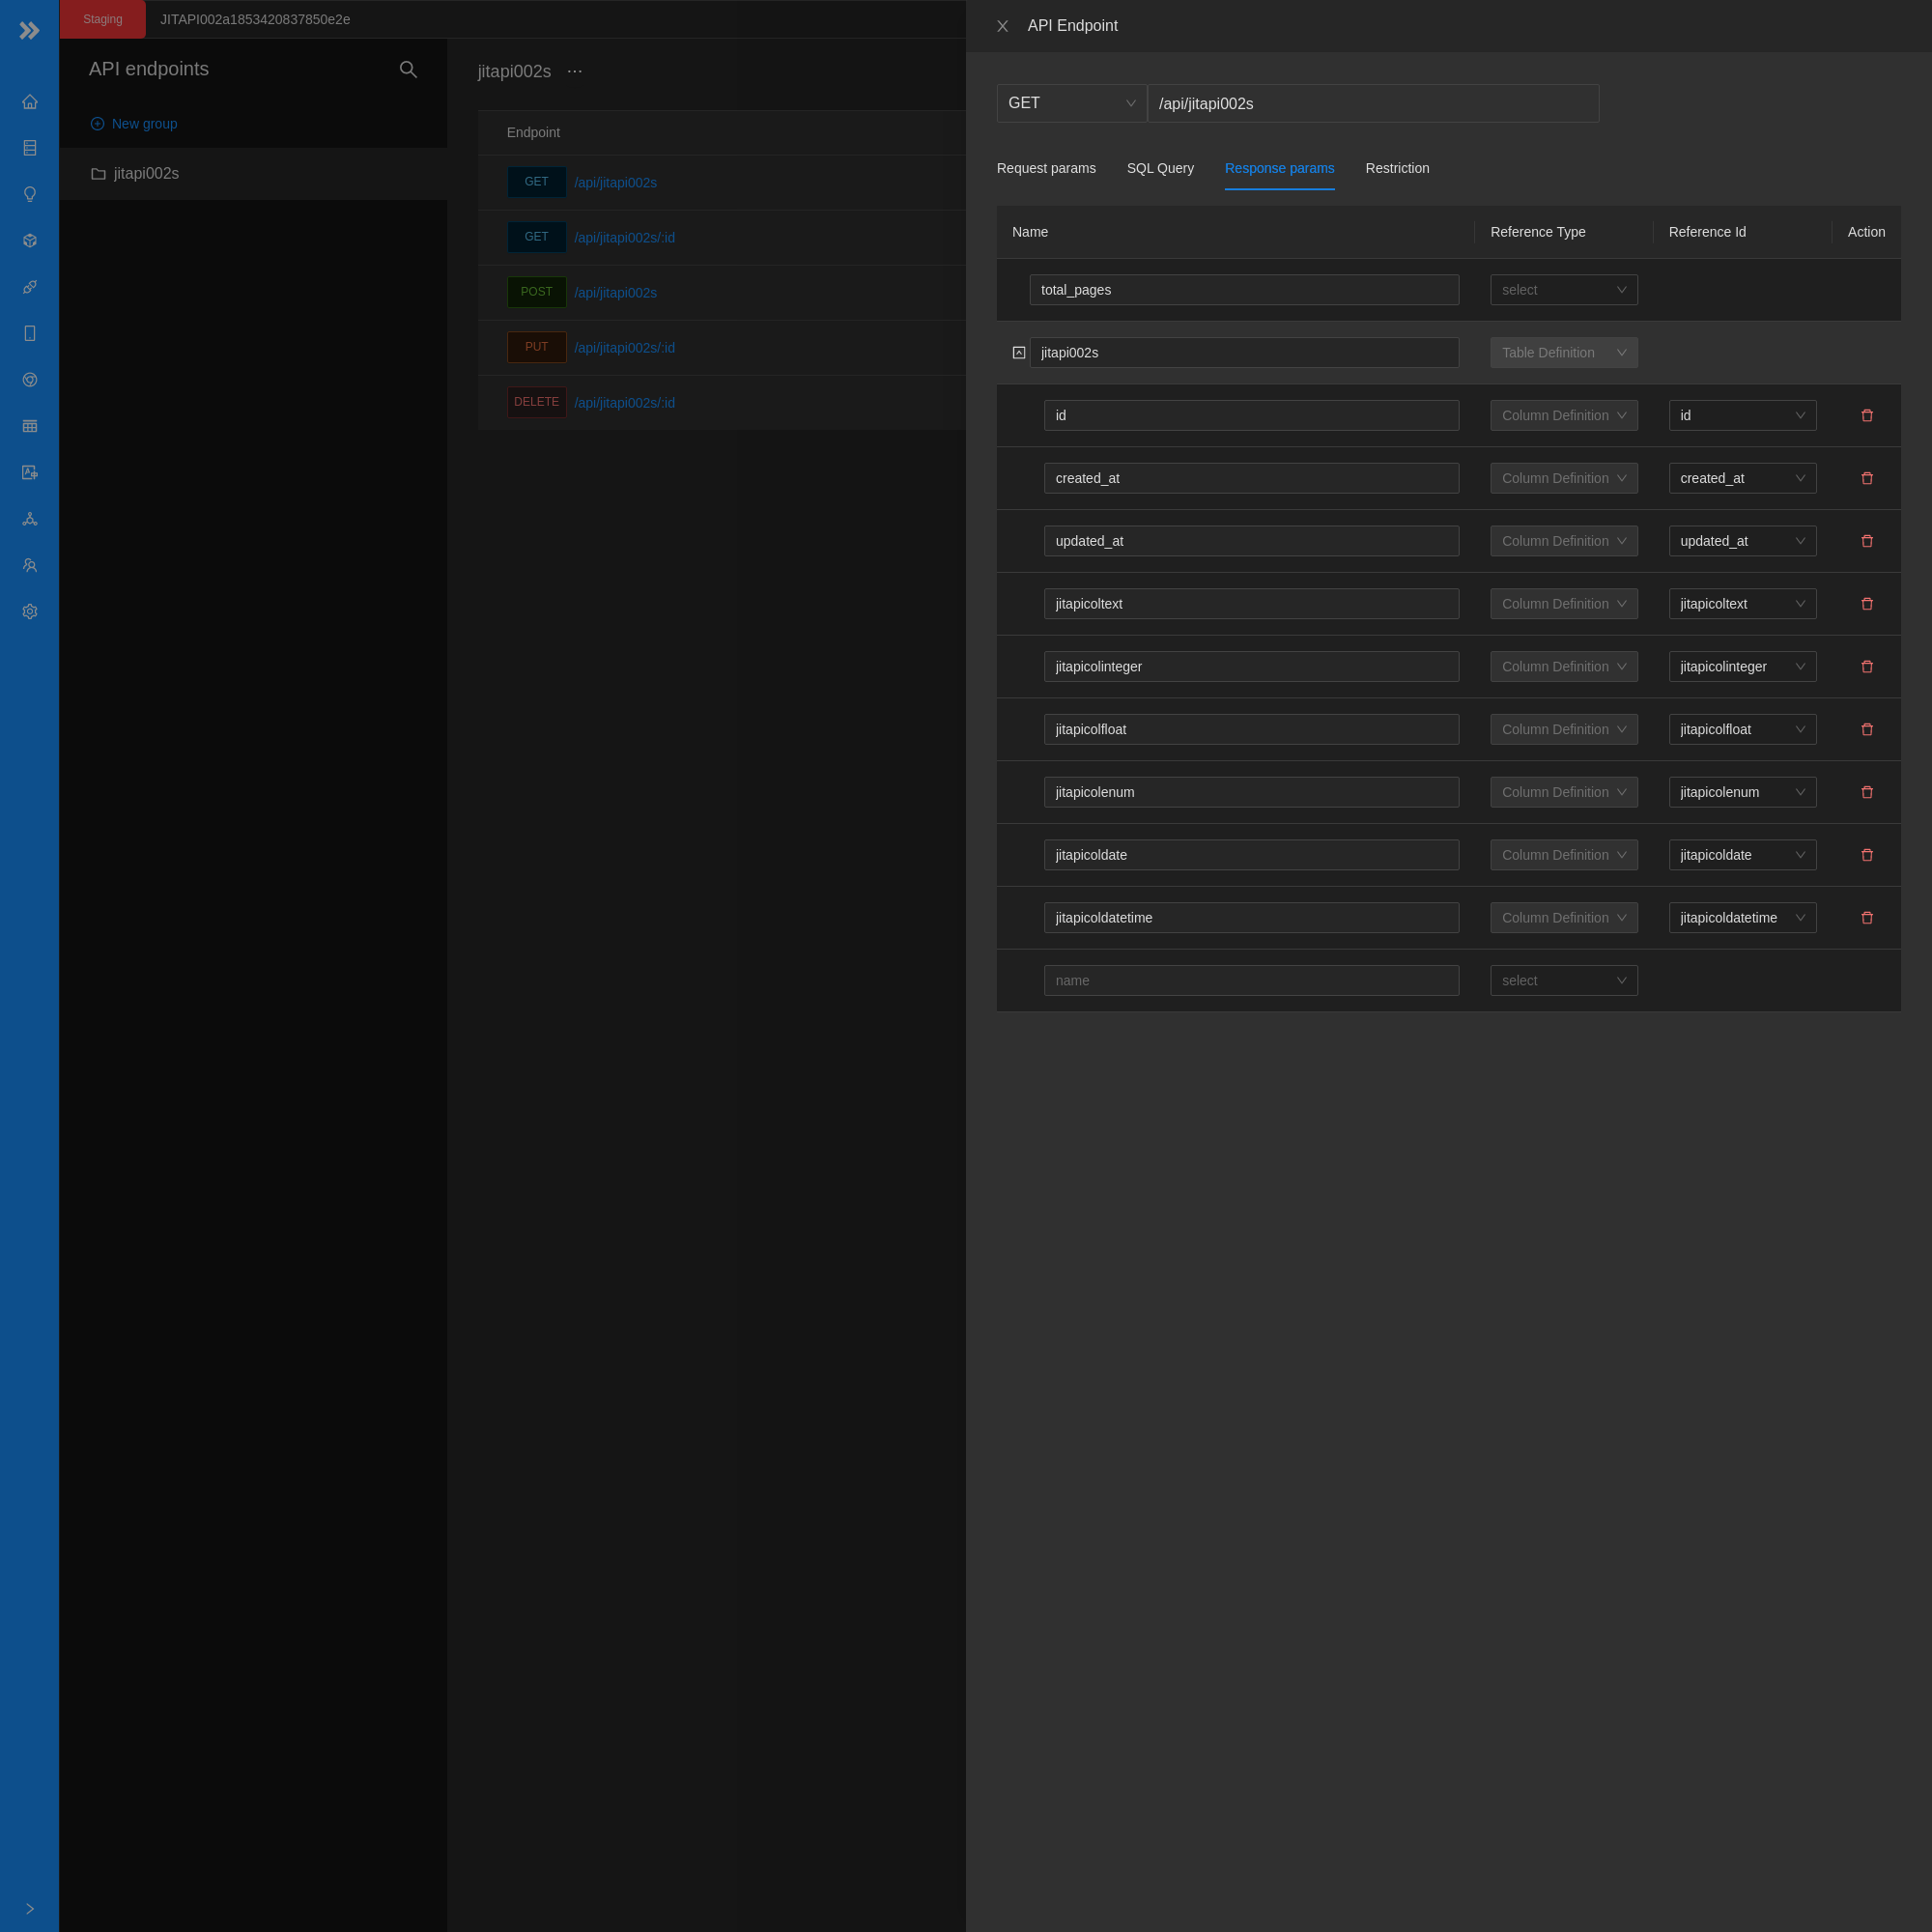 Staging
JITAPI002a1853420837850e2e
API endpoints
New group
jitapi002s
jitapi002s
Endpoint
GET /api/jitapi002s
GET /api/jitapi002s/:id
POST /api/jitapi002s
PUT /api/jitapi002s/:id
DELETE /api/jitapi002s/:id
API Endpoint
GET /api/jitapi002s
Request params SQL Query Response params Restriction
Name Reference Type Reference Id Action
total_pages select
jitapi002s Table Definition
id Column Definition id
created_at Column Definition created_at
updated_at Column Definition updated_at
jitapicoltext Column Definition jitapicoltext
jitapicolinteger Column Definition jitapicolinteger
jitapicolfloat Column Definition jitapicolfloat
jitapicolenum Column Definition jitapicolenum
jitapicoldate Column Definition jitapicoldate
jitapicoldatetime Column Definition jitapicoldatetime
name select